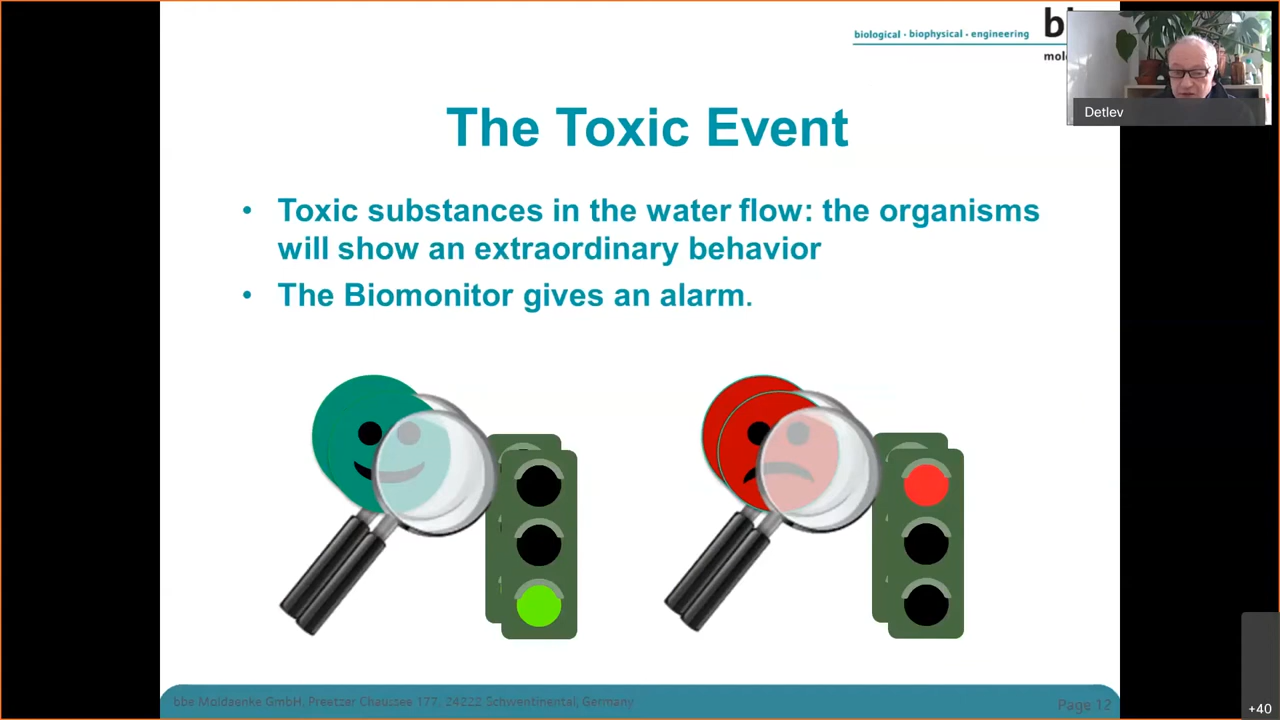 biological · biophysical · engineering
Detlev
The Toxic Event
• Toxic substances in the water flow: the organisms
will show an extraordinary behavior
• The Biomonitor gives an alarm.
bbe Moldaenke GmbH, Preetzer Chaussee 177, 24222 Schwentinental, Germany
Page 12
+40